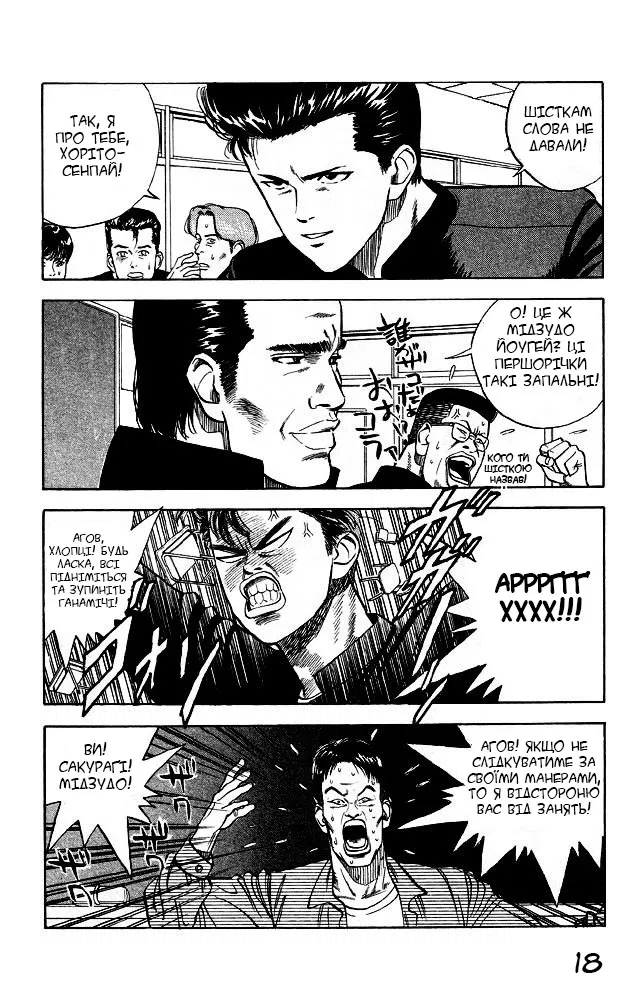 ШІСТКАМ
СЛОВА НЕ
ДАВАЛИ!
ТАК, Я
ПРО ТЕБЕ,
ХОРІТО-
СЕНПАЙ!
О! ЦЕ Ж
МІДЗУДО
ЙОУГЕЙ? ЦІ
ПЕРШОРІЧКИ
ТАКІ ЗАПАЛЬНІ!
КОГО ТИ
ШІСТКОЮ
НАЗВАВ!
АРРРҐҐҐ
ХХХХ!!!
АГОВ,
ХЛОПЦІ! БУДЬ
ЛАСКА, ВСІ
ПІДНІМІТЬСЯ
ТА ЗУПИНІТЬ
ГАНАМІЧІ!
АГОВ! ЯКЩО НЕ
СЛІДКУВАТИМЕ ЗА
СВОЇМИ МАНЕРАМИ,
ТО Я ВІДСТОРОНЮ
ВАС ВІД ЗАНЯТЬ!
ВИ!
САКУРАГІ!
МІДЗУДО!
18